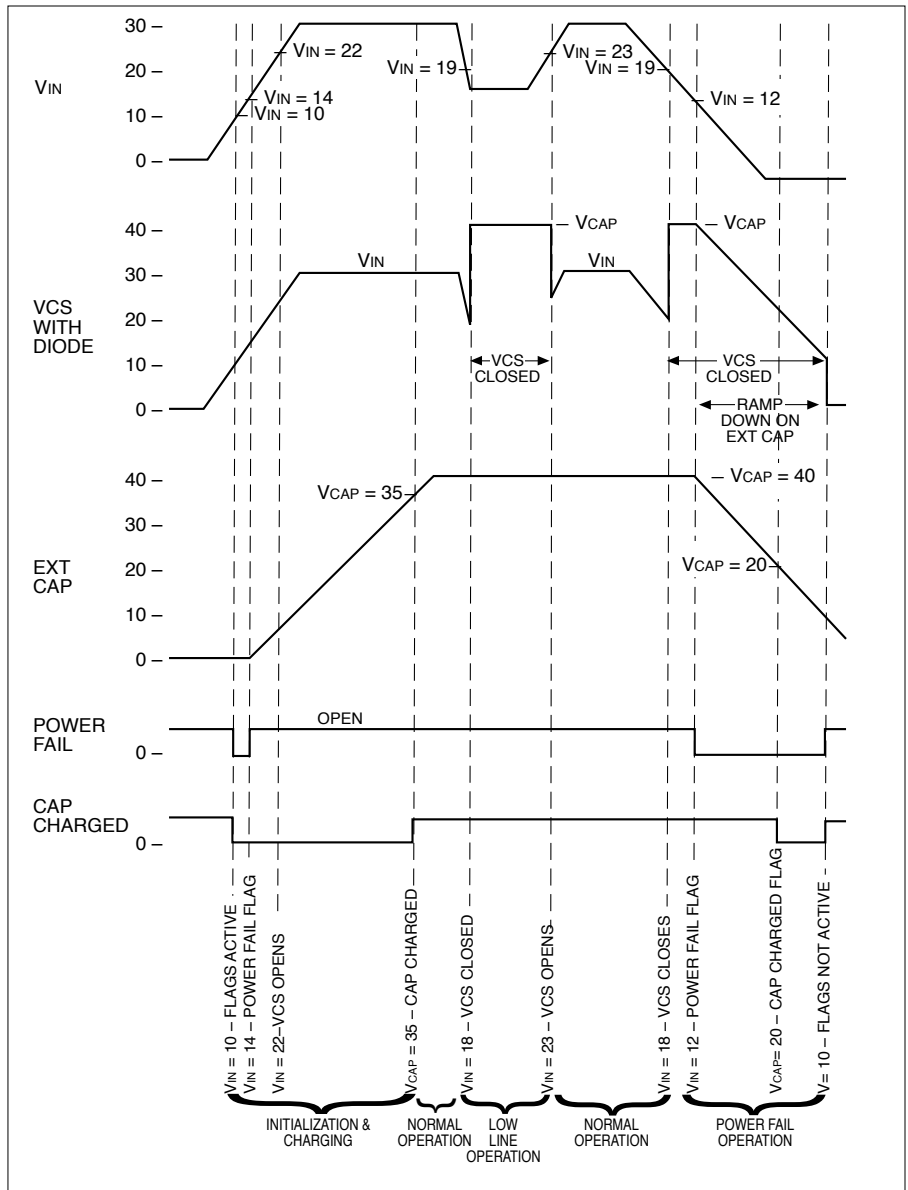 30 –
VIN = 22
VIN = 23
20 –
VIN = 19
VIN = 19
VIN
VIN = 14
VIN = 12
10 –
VIN = 10
0 –
40 –
VCAP
VCAP
VIN
VIN
30 –
VCS
WITH
DIODE
20 –
10 –
VCS
CLOSED
VCS
CLOSED
0 –
RAMP
DOWN ON
EXT CAP
40 –
VCAP = 35
VCAP = 40
30 –
EXT
CAP
20 –
VCAP = 20
10 –
0 –
POWER
FAIL
OPEN
0 –
CAP
CHARGED
0 –
VIN = 10 – FLAGS ACTIVE
VIN = 14 – POWER FAIL FLAG
VIN = 22–VCS OPENS
VCAP = 35 – CAP CHARGED
VIN = 18 – VCS CLOSED
VIN = 23 – VCS OPENS
VIN = 18 – VCS CLOSES
VIN = 12 – POWER FAIL FLAG
VCAP= 20 – CAP CHARGED FLAG
V= 10 – FLAGS NOT ACTIVE
INITIALIZATION &
CHARGING
NORMAL
OPERATION
LOW
LINE
OPERATION
NORMAL
OPERATION
POWER FAIL
OPERATION